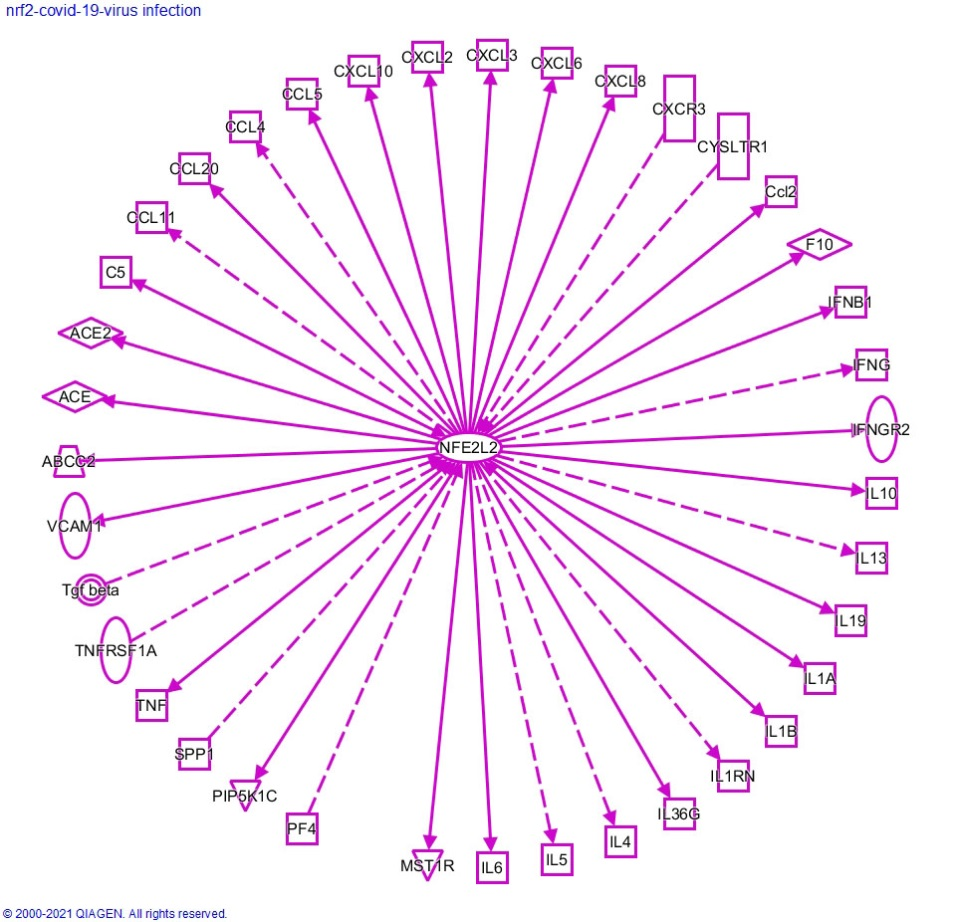 nrf2-covid-19-virus infection
CXCL3
CXCL2
CXCL6
CXCL10
CXCL8
CCL5
CXCR3
CCL4
CYSLTR1
CCL20
Ccl2
CCL11
F10
C5
IFNB1
ACE2
IFNG
ACE
IFNGR2
NFE2L2
ABCC2
IL10
VCAM1
IL13
Tgf beta
IL19
TNFRSF1A
IL1A
TNF
IL1B
SPP1
IL1RN
PIP5K1C
IL36G
PF4
IL4
IL5
MST1R
IL6
© 2000-2021 QIAGEN. All rights reserved.